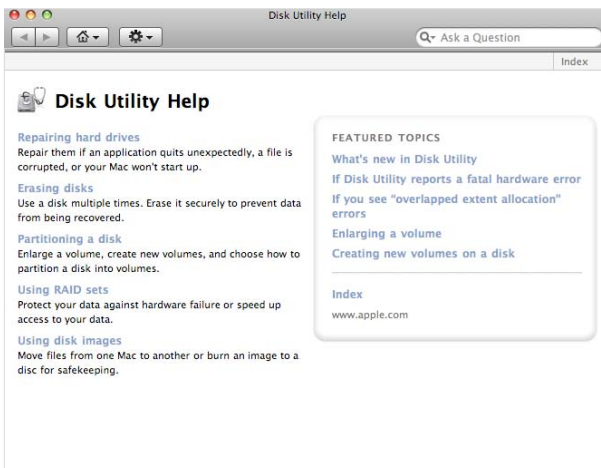 Disk Utility Help
Ask a Question
Index
Disk Utility Help
Repairing hard drives
Repair them if an application quits unexpectedly, a file is
corrupted, or your Mac won't start up.
Erasing disks
Use a disk multiple times. Erase it securely to prevent data
from being recovered.
Partitioning a disk
Enlarge a volume, create new volumes, and choose how to
partition a disk into volumes.
Using RAID sets
Protect your data against hardware failure or speed up
access to your data.
Using disk images
Move files from one Mac to another or burn an image to a
disc for safekeeping.
FEATURED TOPICS
What's new in Disk Utility
If Disk Utility reports a fatal hardware error
If you see "overlapped extent allocation"
errors
Enlarging a volume
Creating new volumes on a disk
Index
www.apple.com